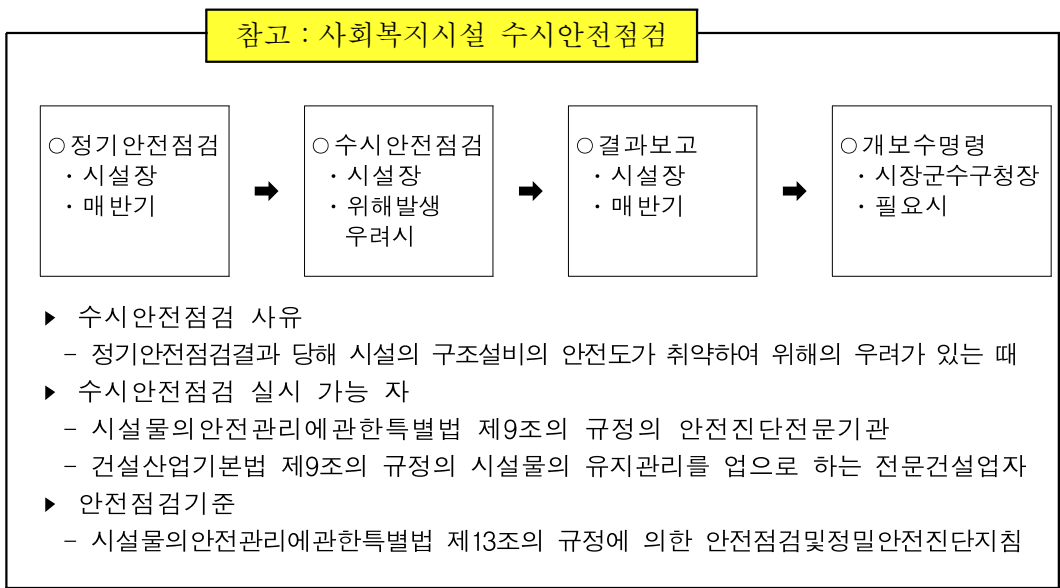 참고 : 사회복지시설 수시안전점검
○정기안전점검
· 시설장
· 매반기
➡
○수시안전점검
· 시설장
· 위해발생
우려시
➡
○결과보고
· 시설장
· 매반기
➡
○개보수명령
· 시장군수구청장
· 필요시
▶ 수시안전점검 사유
- 정기안전점검결과 당해 시설의 구조설비의 안전도가 취약하여 위해의 우려가 있는 때
▶ 수시안전점검 실시 가능 자
- 시설물의안전관리에관한특별법 제9조의 규정의 안전진단전문기관
- 건설산업기본법 제9조의 규정의 시설물의 유지관리를 업으로 하는 전문건설업자
▶ 안전점검기준
- 시설물의안전관리에관한특별법 제13조의 규정에 의한 안전점검및정밀안전진단지침